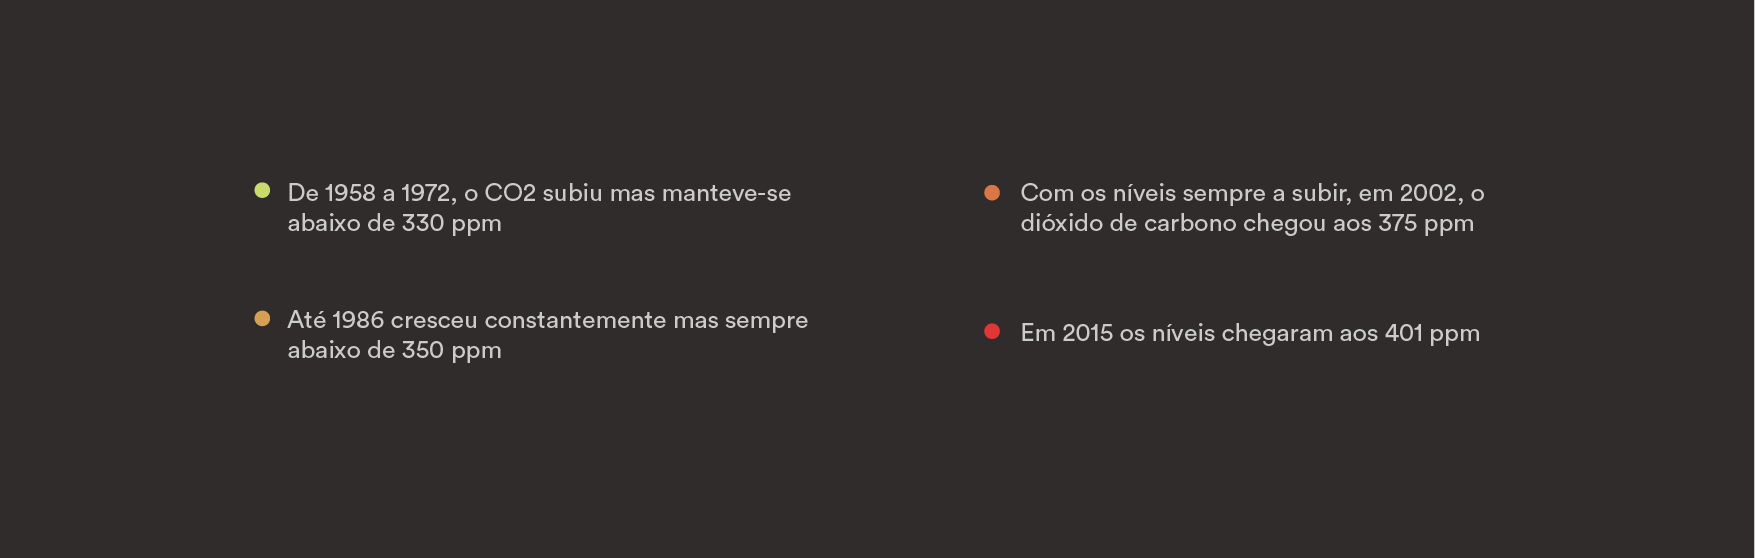 De 1958 a 1972, o CO2 subiu mas manteve-se
abaixo de 330 ppm
Até 1986 cresceu constantemente mas sempre
abaixo de 350 ppm
Com os níveis sempre a subir, em 2002, o
dióxido de carbono chegou aos 375 ppm
Em 2015 os níveis chegaram aos 401 ppm